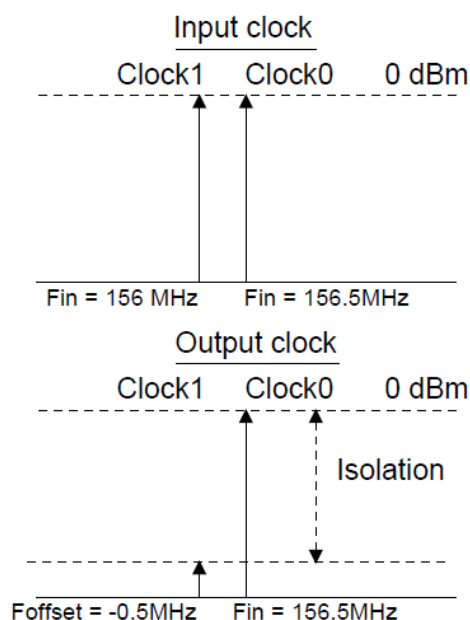 Input clock
Clock1 Clock0 0 dBm
Fin = 156 MHz Fin = 156.5MHz
Output clock
Clock1 Clock0 0 dBm
Isolation
Foffset = -0.5MHz Fin = 156.5MHz